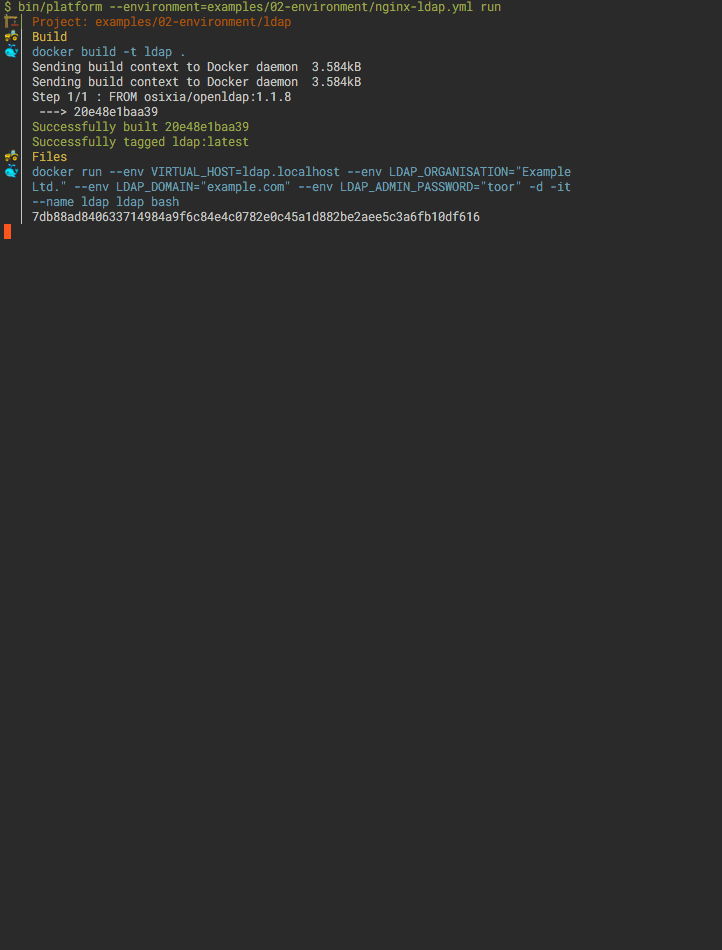 $ bin/platform --environment=examples/02-environment/nginx-ldap.yml run
Project: examples/02-environment/ldap
Build
docker build -t ldap .
Sending build context to Docker daemon  3.584kB
Sending build context to Docker daemon  3.584kB
Step 1/1 : FROM osixia/openldap:1.1.8
 ---> 20e48e1baa39
Successfully built 20e48e1baa39
Successfully tagged ldap:latest
Files
docker run --env VIRTUAL_HOST=ldap.localhost --env LDAP_ORGANISATION="Example
Ltd." --env LDAP_DOMAIN="example.com" --env LDAP_ADMIN_PASSWORD="toor" -d -it
--name ldap ldap bash
7db88ad840633714984a9f6c84e4c0782e0c45a1d882be2aee5c3a6fb10df616